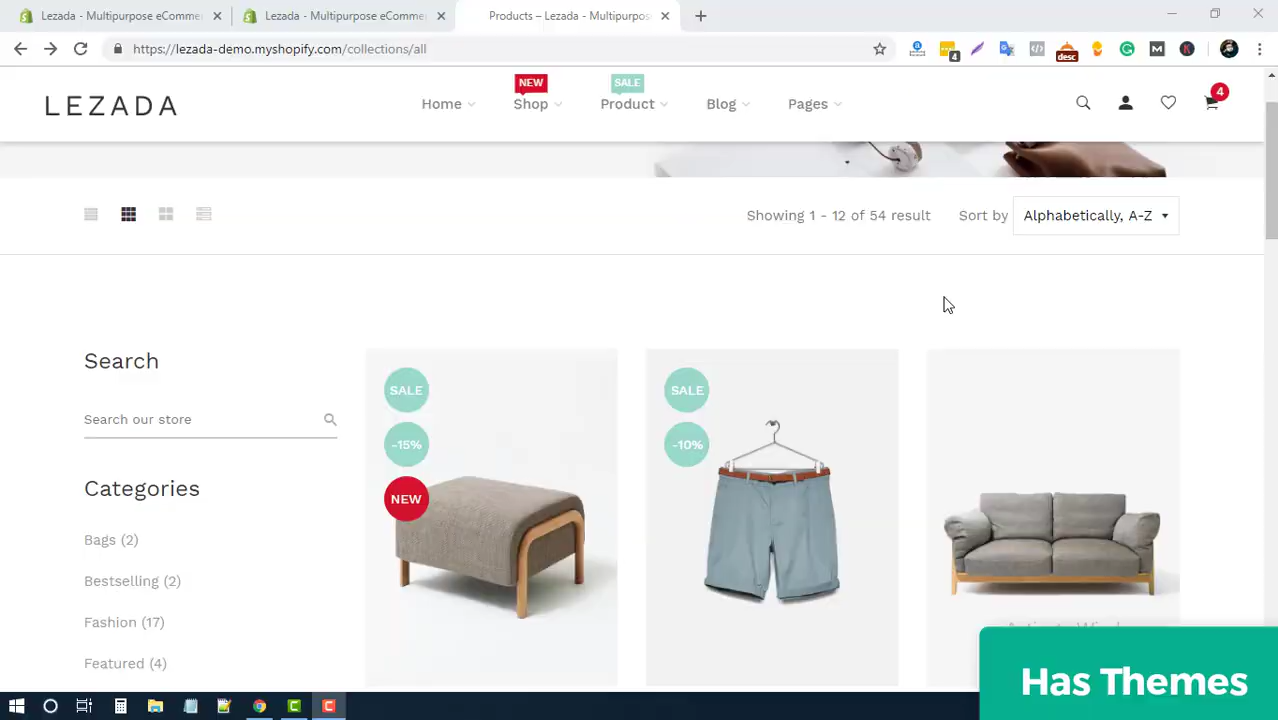 Lezada - Multipurpose eComme
Lezada - Multipurpose eComme
Products – Lezada - Multipurpos
https://lezada-demo.myshopify.com/collections/all
4
desc
LEZADA
Home
NEW
Shop
SALE
Product
Blog
Pages
4
Showing 1 - 12 of 54 result
Sort by
Alphabetically, A-Z
Search
Search our store
Categories
Bags (2)
Bestselling (2)
Fashion (17)
Featured (4)
SALE
-15%
NEW
SALE
-10%
Has Themes